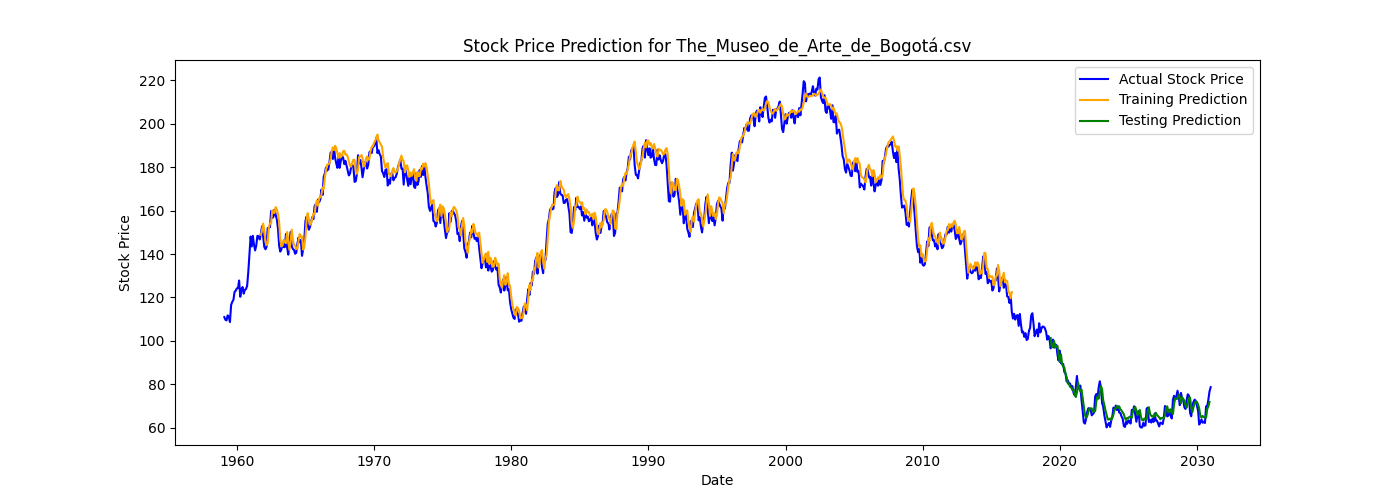 Stock Price Prediction for The_Museo_de_Arte_de_Bogotá.csv
Actual Stock Price
Training Prediction
Testing Prediction
Stock Price
220
200
180
160
140
120
100
80
60
1960
1970
1980
1990
2000
2010
2020
2030
Date